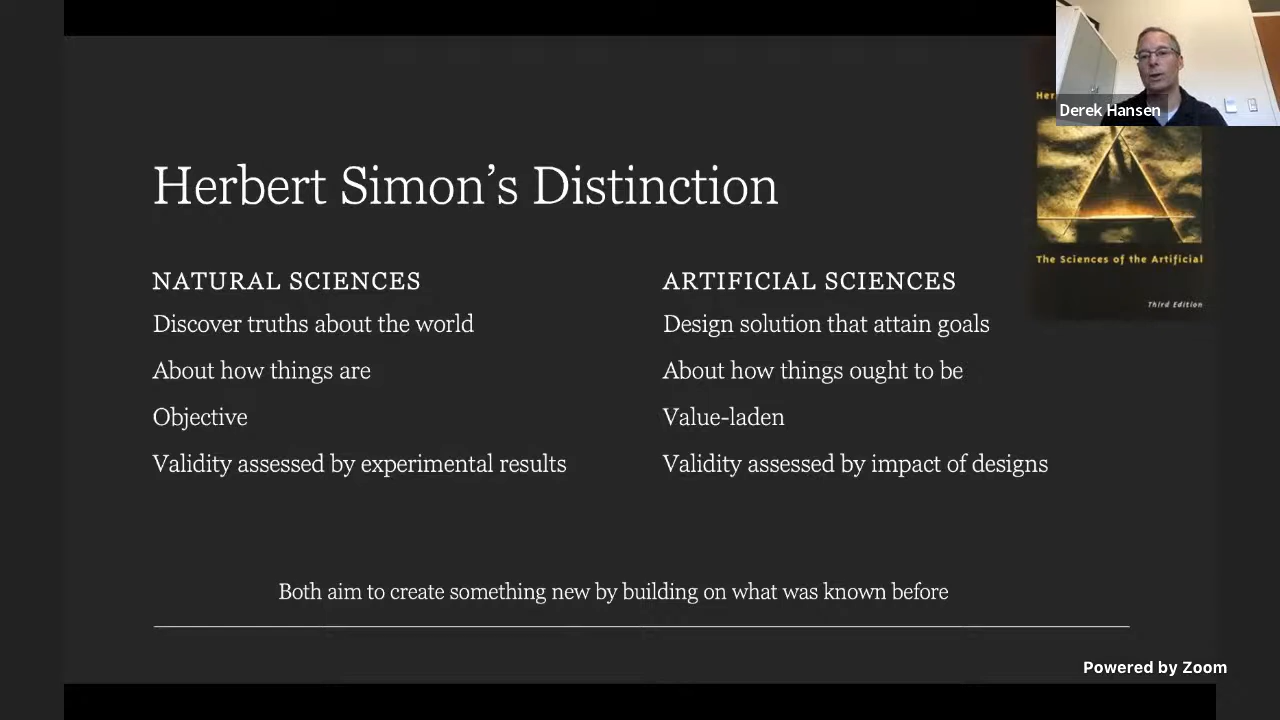 Her
Derek Hansen
Herbert Simon’s Distinction
The Sciences of the Artificial
Third Edition
NATURAL SCIENCES
Discover truths about the world
About how things are
Objective
Validity assessed by experimental results
ARTIFICIAL SCIENCES
Design solution that attain goals
About how things ought to be
Value-laden
Validity assessed by impact of designs
Both aim to create something new by building on what was known before
Powered by Zoom